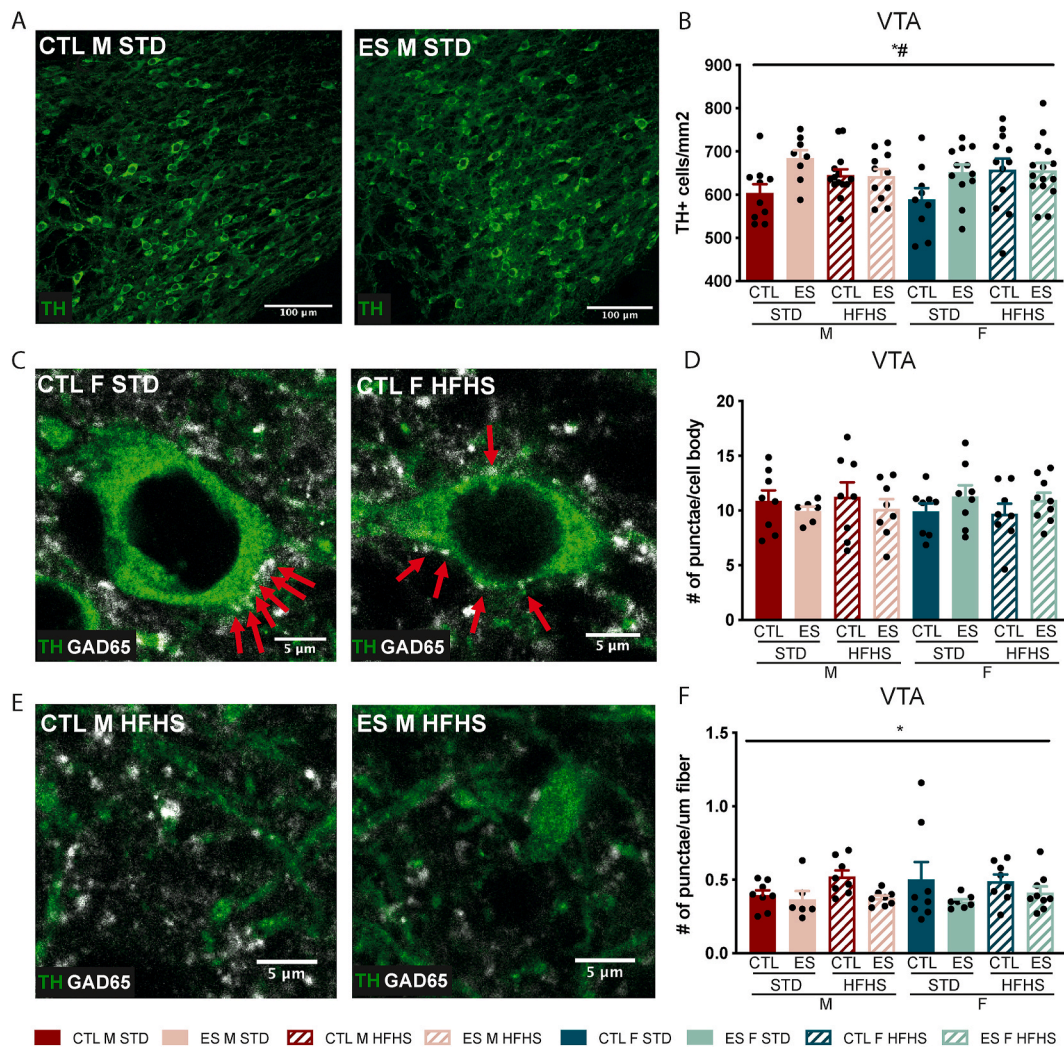 A
CTL M STD
ES M STD
TH
100 µm
100 µm
B
VTA
*#
TH+ cells/mm2
900
800
700
600
500
400
CTL ES CTL ES CTL ES CTL ES
STD HFHS STD HFHS
M F
C
CTL F STD
CTL F HFHS
TH GAD65
5 µm
TH GAD65
5 µm
D
VTA
# of punctae/cell body
20
15
10
5
0
CTL ES CTL ES CTL ES CTL ES
STD HFHS STD HFHS
M F
E
CTL M HFHS
ES M HFHS
TH GAD65
5 µm
TH GAD65
5 µm
F
VTA
*
# of punctae/um fiber
1.5
1.0
0.5
0.0
CTL ES CTL ES CTL ES CTL ES
STD HFHS STD HFHS
M F
CTL M STD ES M STD CTL M HFHS ES M HFHS CTL F STD ES F STD CTL F HFHS ES F HFHS